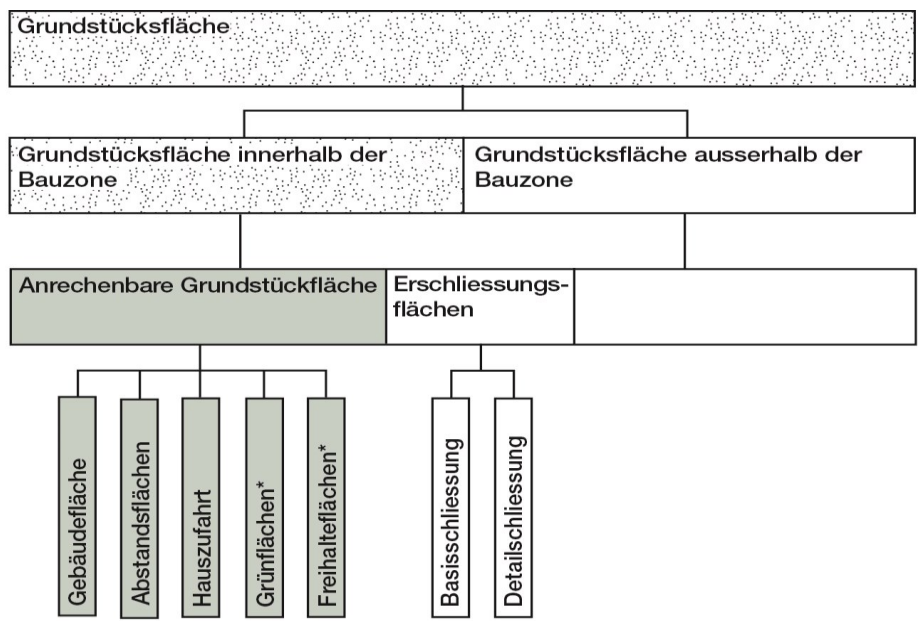 Grundstücksfläche
Grundstücksfläche innerhalb der
Bauzone
Grundstücksfläche ausserhalb der
Bauzone
Anrechenbare Grundstückfläche
Erschliessungs-
flächen
Gebäudefläche
Abstandsflächen
Hauszufahrt
Grünflächen*
Freihalteflächen*
Basisschliessung
Detailschliessung